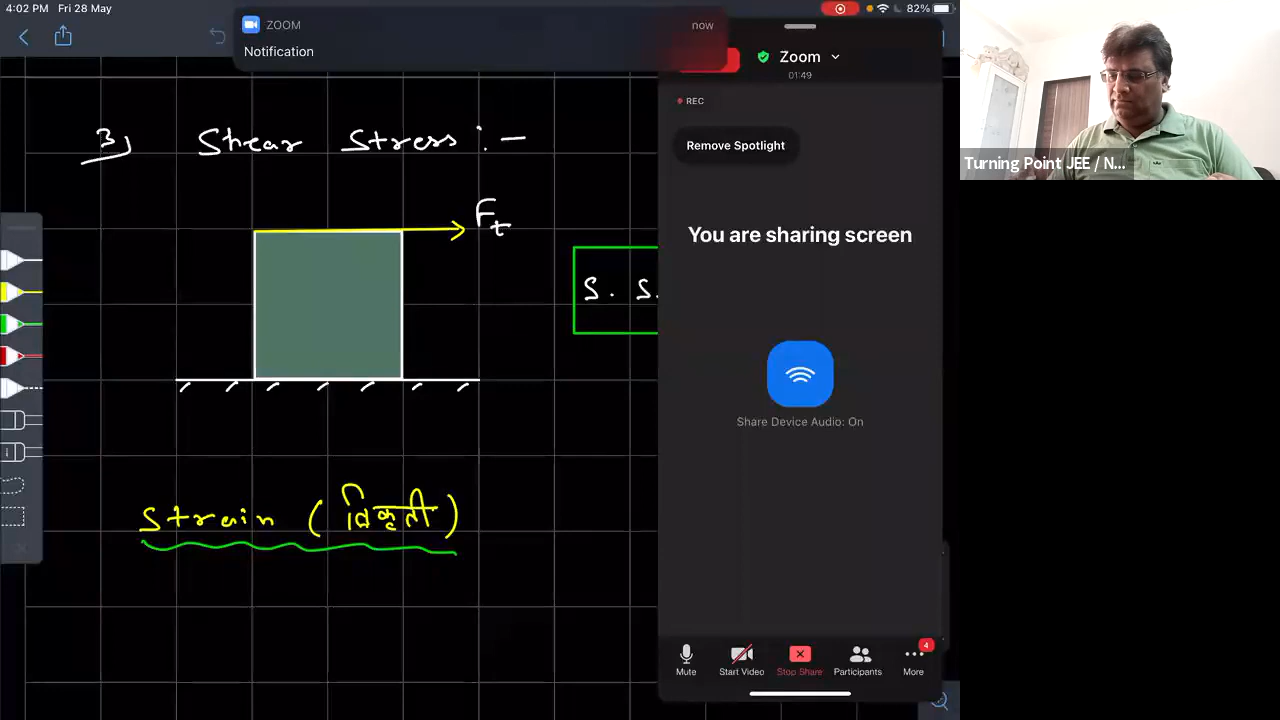 4:02 PM Fri 28 May
82%
ZOOM
now
Notification
Zoom
01:49
REC
Remove Spotlight
You are sharing screen
Share Device Audio: On
Mute
Start Video
Stop Share
Participants
More
4
3) Shear Stress :-
Ft
S. S.
Strain (विकृती)
Turning Point JEE / N...